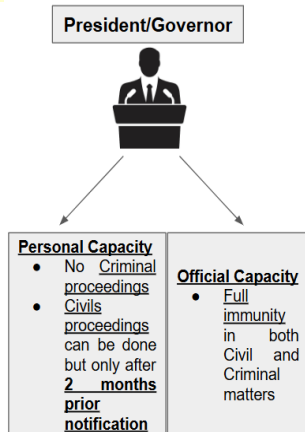 President/Governor
Personal Capacity
● No Criminal
proceedings
● Civils
proceedings
can be done
but only after
2 months
prior
notification
Official Capacity
● Full
immunity
in both
Civil and
Criminal
matters